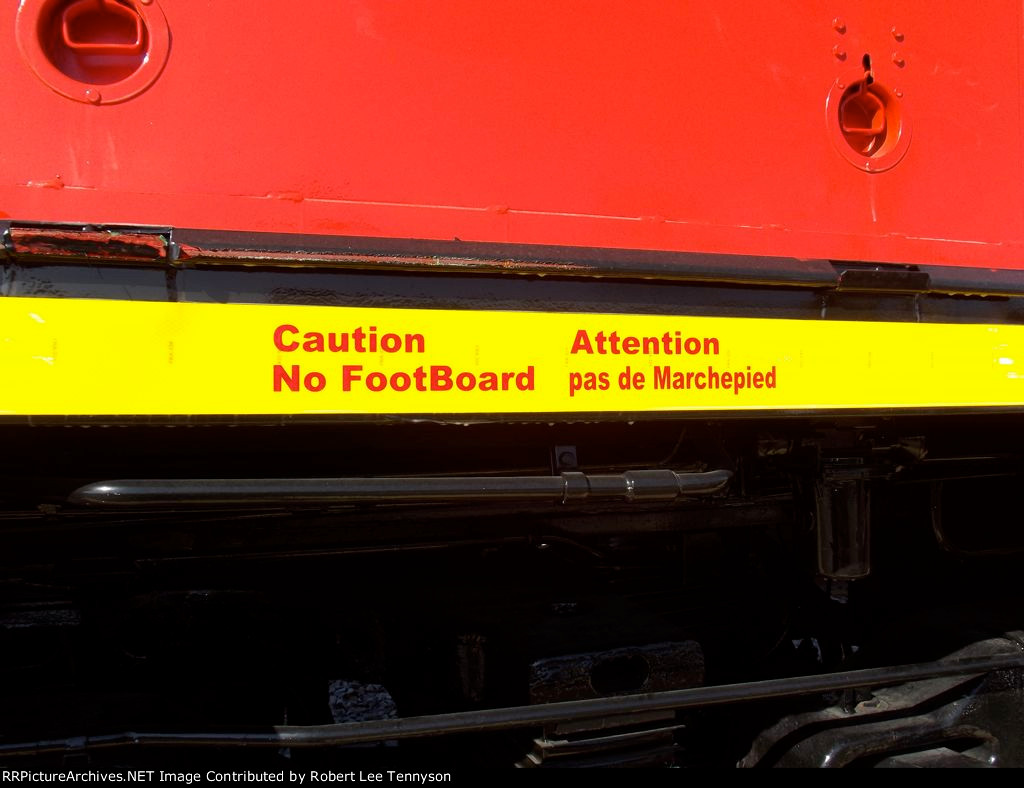 Caution
No FootBoard
Attention
pas de Marchepied
RRPictureArchives.NET Image Contributed by Robert Lee Tennyson